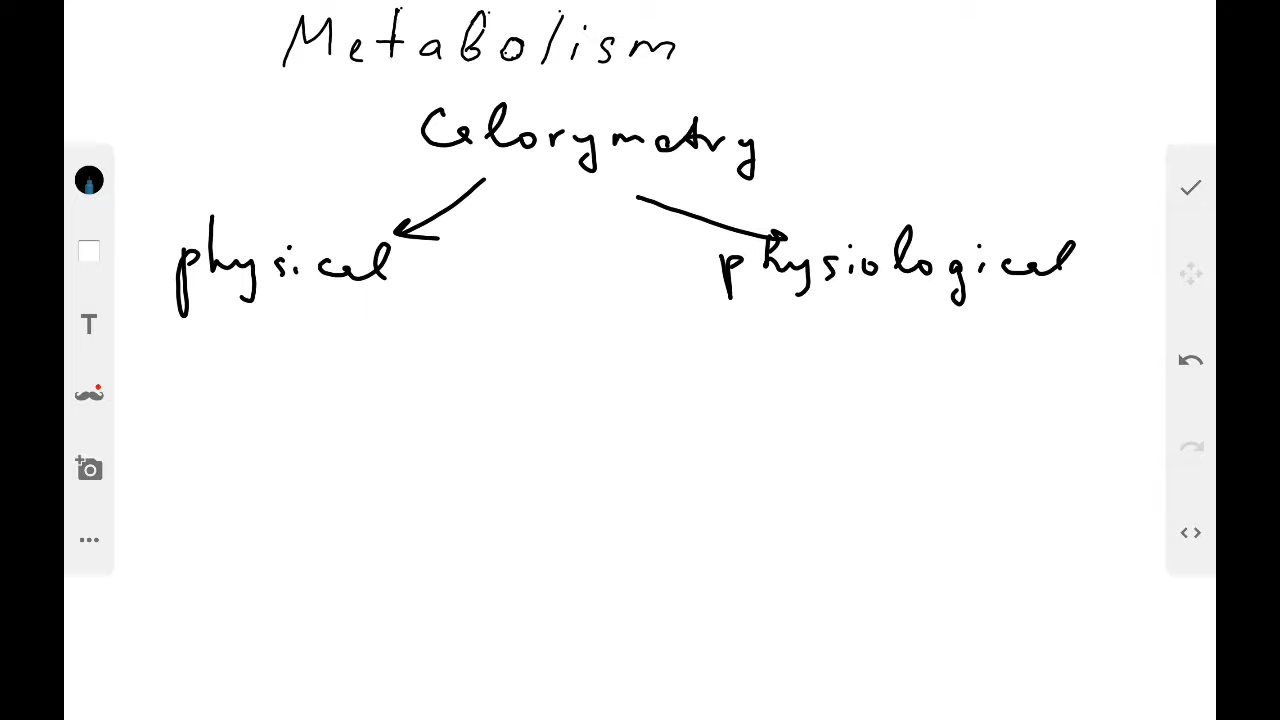 Metabolism
Calorymetry
physical
physiological
T